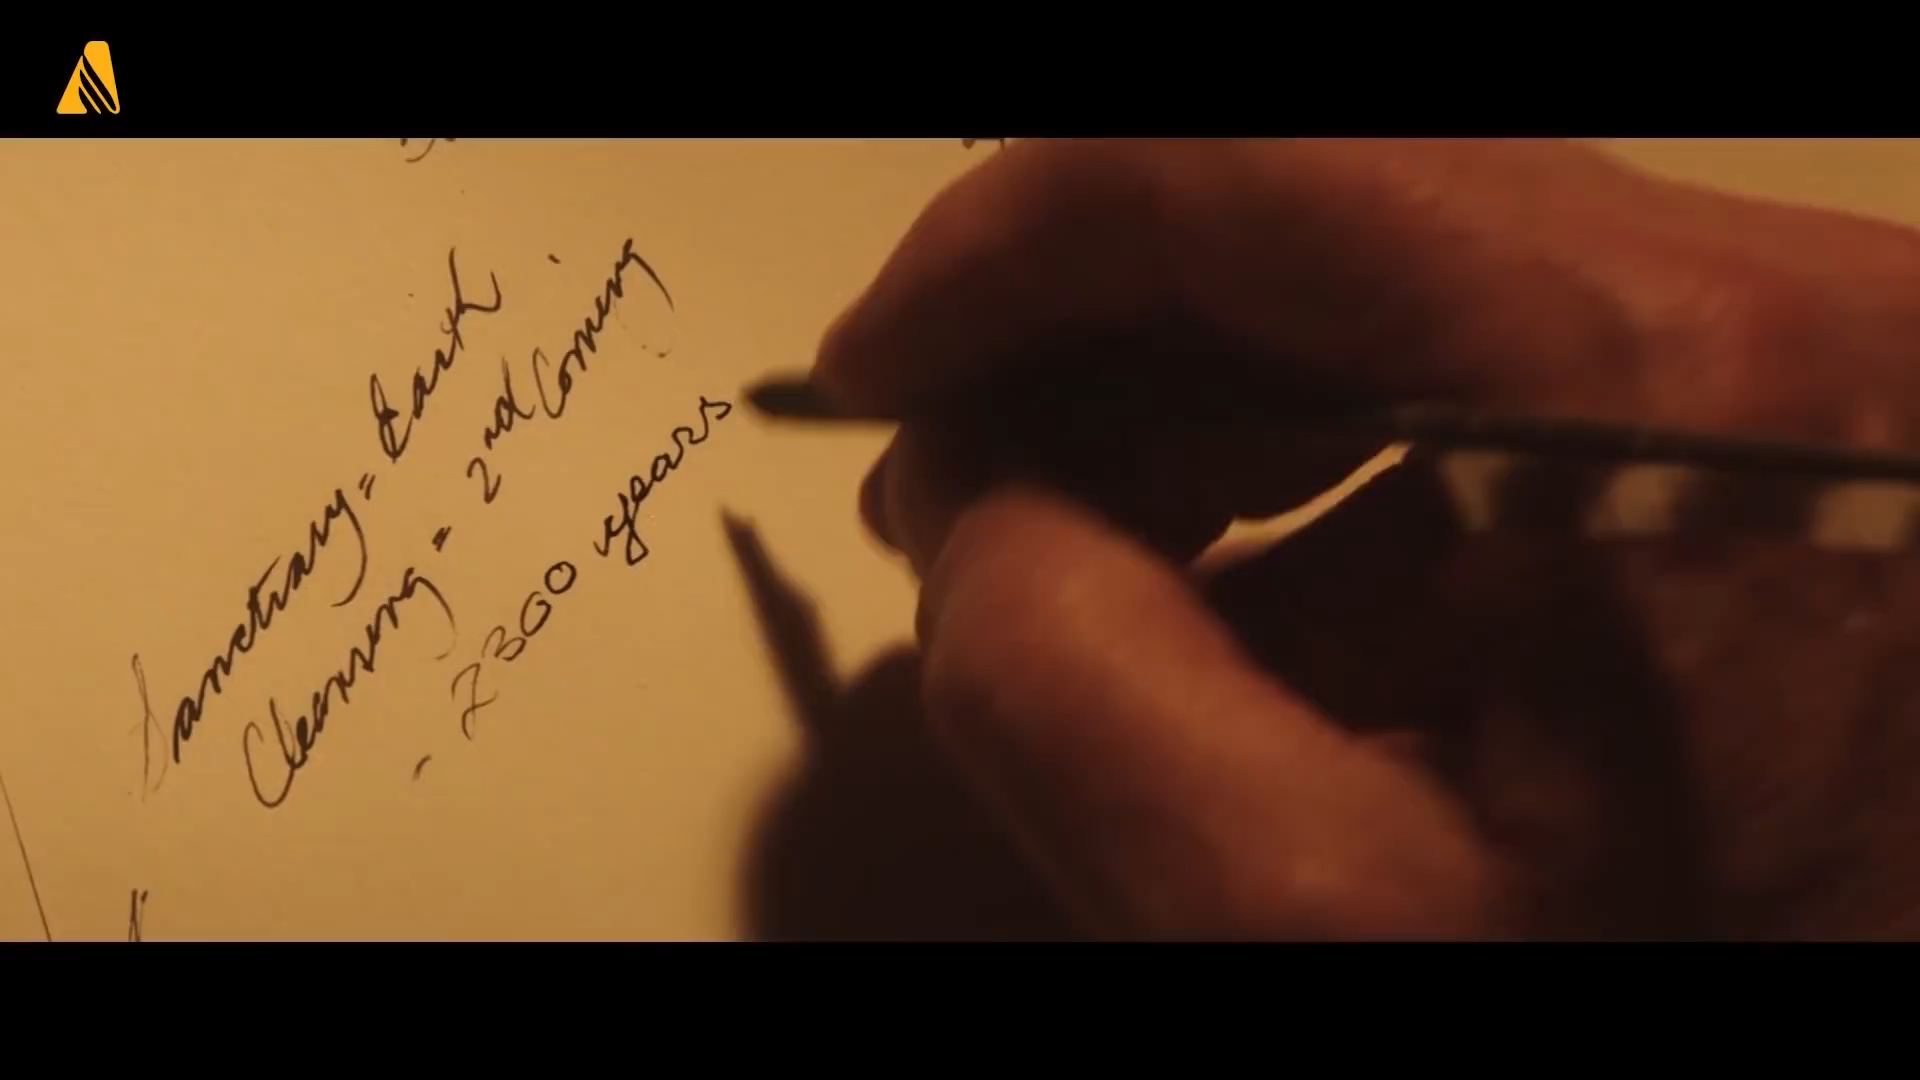 Sanctuary = Earth
Cleansing = 2nd Coming
- 2300 years